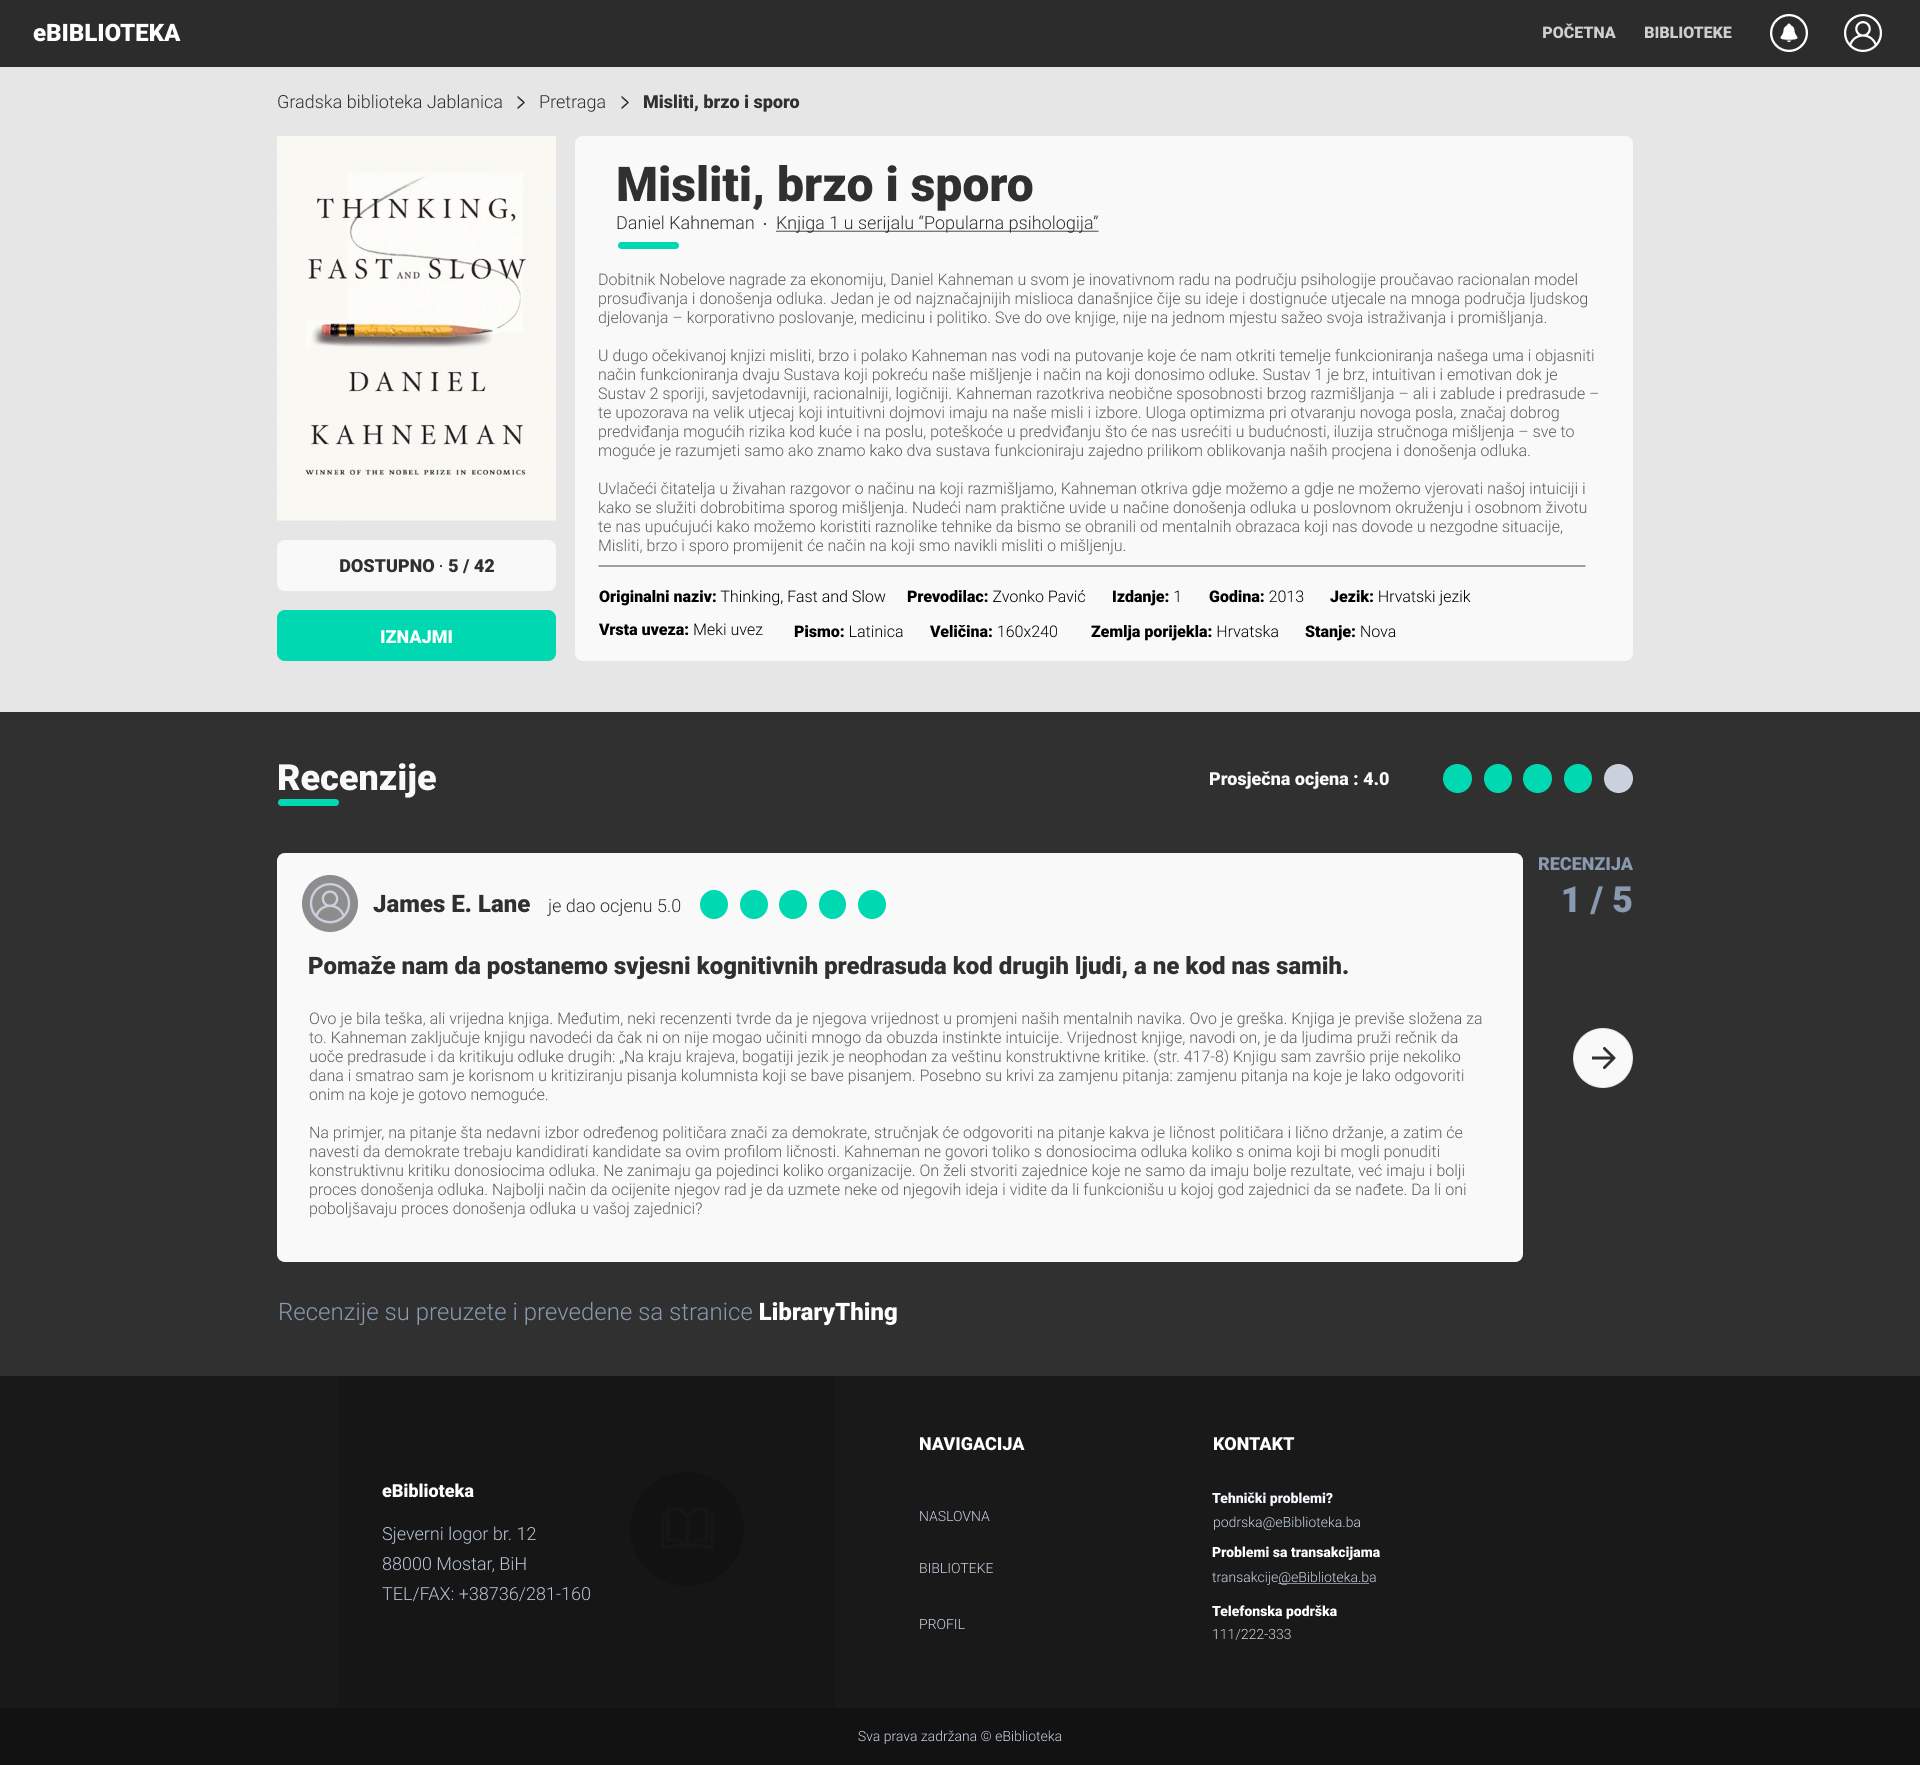 eBIBLIOTEKA
POČETNA
BIBLIOTEKE
Gradska biblioteka Jablanica > Pretraga > Misliti, brzo i sporo
THINKING,
FAST AND SLOW
DANIEL
KAHNEMAN
WINNER OF THE NOBEL PRIZE IN ECONOMICS
DOSTUPNO · 5 / 42
IZNAJMI
Misliti, brzo i sporo
Daniel Kahneman · Knjiga 1 u serijalu “Popularna psihologija”
Dobitnik Nobelove nagrade za ekonomiju, Daniel Kahneman u svom je inovativnom radu na području psihologije proučavao racionalan model
prosuđivanja i donošenja odluka. Jedan je od najznačajnijih mislioca današnjice čije su ideje i dostignuće utjecale na mnoga područja ljudskog
djelovanja – korporativno poslovanje, medicinu i politiko. Sve do ove knjige, nije na jednom mjestu sažeo svoja istraživanja i promišljanja.
U dugo očekivanoj knjizi misliti, brzo i polako Kahneman nas vodi na putovanje koje će nam otkriti temelje funkcioniranja našega uma i objasniti
način funkcioniranja dvaju Sustava koji pokreću naše mišljenje i način na koji donosimo odluke. Sustav 1 je brz, intuitivan i emotivan dok je
Sustav 2 sporiji, savjetodavniji, racionalniji, logičniji. Kahneman razotkriva neobične sposobnosti brzog razmišljanja – ali i zablude i predrasude –
te upozorava na velik utjecaj koji intuitivni dojmovi imaju na naše misli i izbore. Uloga optimizma pri otvaranju novoga posla, značaj dobrog
predviđanja mogućih rizika kod kuće i na poslu, poteškoće u predviđanju što će nas usrećiti u budućnosti, iluzija stručnoga mišljenja – sve to
moguće je razumjeti samo ako znamo kako dva sustava funkcioniraju zajedno prilikom oblikovanja naših procjena i donošenja odluka.
Uvlačeći čitatelja u živahan razgovor o načinu na koji razmišljamo, Kahneman otkriva gdje možemo a gdje ne možemo vjerovati našoj intuiciji i
kako se služiti dobrobitima sporog mišljenja. Nudeći nam praktične uvide u načine donošenja odluka u poslovnom okruženju i osobnom životu
te nas upućujući kako možemo koristiti raznolike tehnike da bismo se obranili od mentalnih obrazaca koji nas dovode u nezgodne situacije,
Misliti, brzo i sporo promijenit će način na koji smo navikli misliti o mišljenju.
Originalni naziv: Thinking, Fast and Slow Prevodilac: Zvonko Pavić Izdanje: 1 Godina: 2013 Jezik: Hrvatski jezik
Vrsta uveza: Meki uvez Pismo: Latinica Veličina: 160x240 Zemlja porijekla: Hrvatska Stanje: Nova
Recenzije
Prosječna ocjena : 4.0
RECENZIJA
1 / 5
James E. Lane je dao ocjenu 5.0
Pomaže nam da postanemo svjesni kognitivnih predrasuda kod drugih ljudi, a ne kod nas samih.
Ovo je bila teška, ali vrijedna knjiga. Međutim, neki recenzenti tvrde da je njegova vrijednost u promjeni naših mentalnih navika. Ovo je greška. Knjiga je previše složena za
to. Kahneman zaključuje knjigu navodeći da čak ni on nije mogao učiniti mnogo da obuzda instinkte intuicije. Vrijednost knjige, navodi on, je da ljudima pruži rečnik da
uoče predrasude i da kritikuju odluke drugih: „Na kraju krajeva, bogatiji jezik je neophodan za veštinu konstruktivne kritike. (str. 417-8) Knjigu sam završio prije nekoliko
dana i smatrao sam je korisnom u kritiziranju pisanja kolumnista koji se bave pisanjem. Posebno su krivi za zamjenu pitanja: zamjenu pitanja na koje je lako odgovoriti
onim na koje je gotovo nemoguće.
Na primjer, na pitanje šta nedavni izbor određenog političara znači za demokrate, stručnjak će odgovoriti na pitanje kakva je ličnost političara i lično držanje, a zatim će
navesti da demokrate trebaju kandidirati kandidate sa ovim profilom ličnosti. Kahneman ne govori toliko s donosiocima odluka koliko s onima koji bi mogli ponuditi
konstruktivnu kritiku donosiocima odluka. Ne zanimaju ga pojedinci koliko organizacije. On želi stvoriti zajednice koje ne samo da imaju bolje rezultate, već imaju i bolji
proces donošenja odluka. Najbolji način da ocijenite njegov rad je da uzmete neke od njegovih ideja i vidite da li funkcionišu u kojoj god zajednici da se nađete. Da li oni
poboljšavaju proces donošenja odluka u vašoj zajednici?
Recenzije su preuzete i prevedene sa stranice LibraryThing
eBiblioteka
Sjeverni logor br. 12
88000 Mostar, BiH
TEL/FAX: +38736/281-160
NAVIGACIJA
NASLOVNA
BIBLIOTEKE
PROFIL
KONTAKT
Tehnički problemi?
podrska@eBiblioteka.ba
Problemi sa transakcijama
transakcije@eBiblioteka.ba
Telefonska podrška
111/222-333
Sva prava zadržana © eBiblioteka